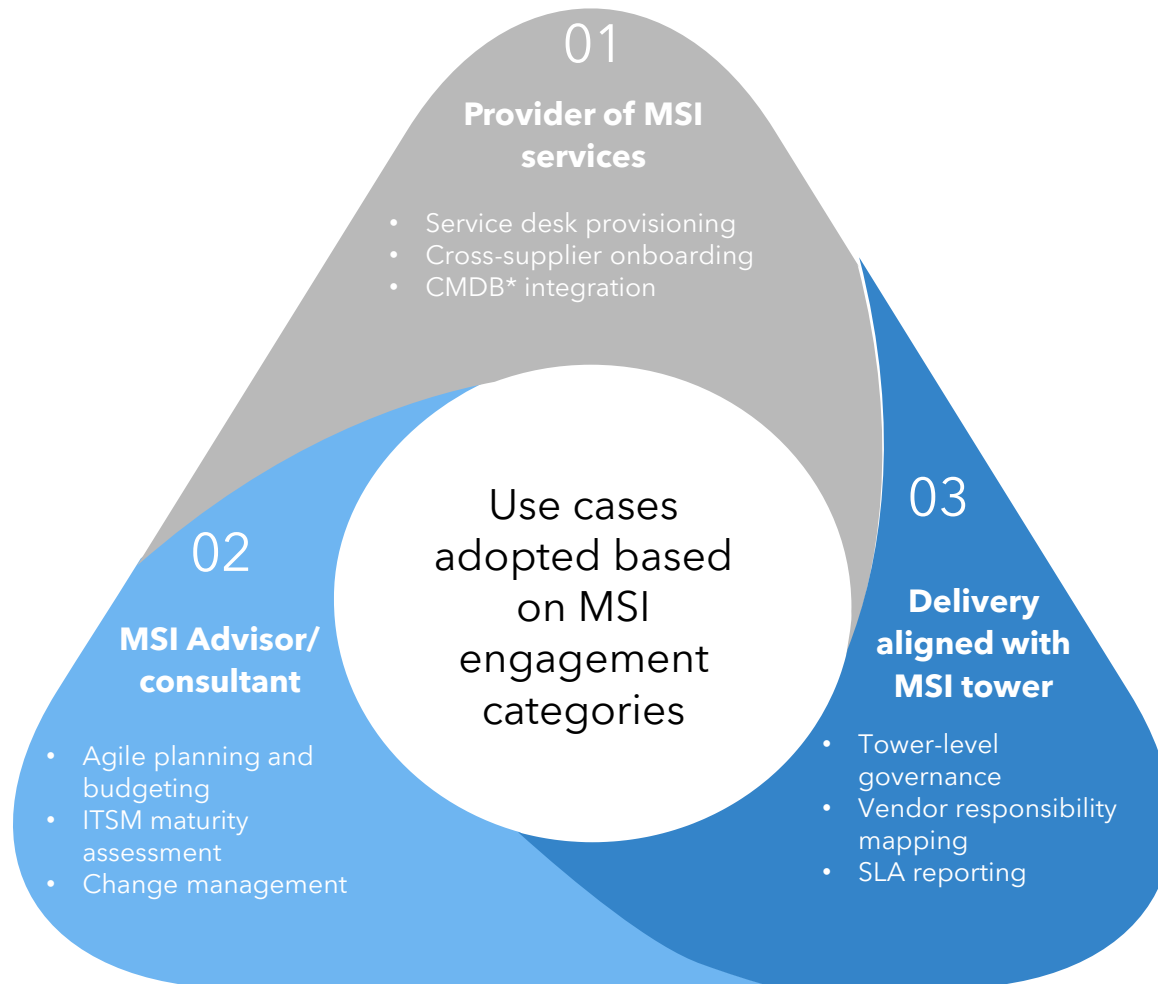 01
Provider of MSI
services
• Service desk provisioning
• Cross-supplier onboarding
• CMDB* integration
02
MSI Advisor/
consultant
• Agile planning and
budgeting
• ITSM maturity
assessment
• Change management
Use cases
adopted based
on MSI
engagement
categories
03
Delivery
aligned with
MSI tower
• Tower-level
governance
• Vendor responsibility
mapping
• SLA reporting